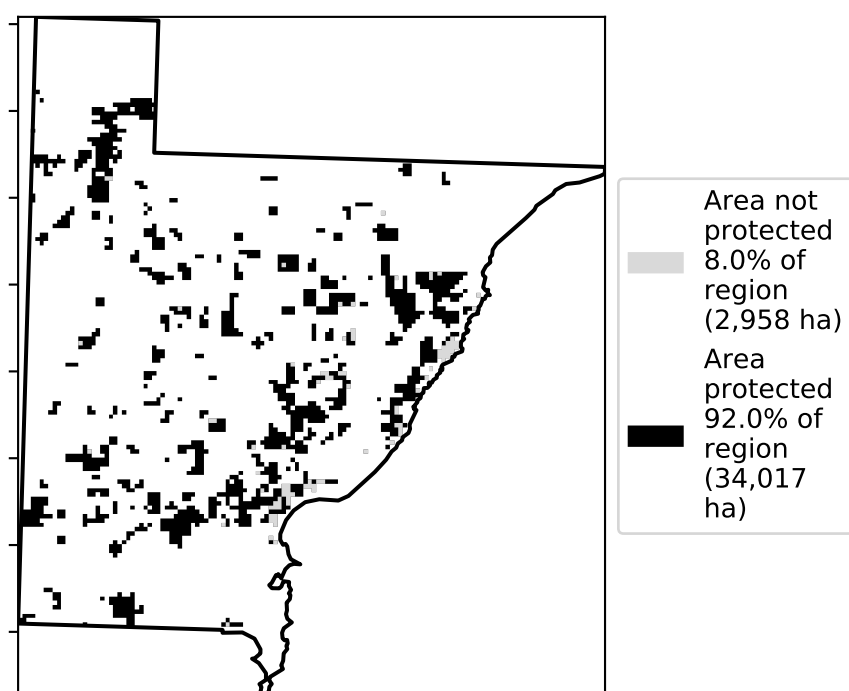 Area not
protected
8.0% of
region
(2,958 ha)
Area
protected
92.0% of
region
(34,017
ha)